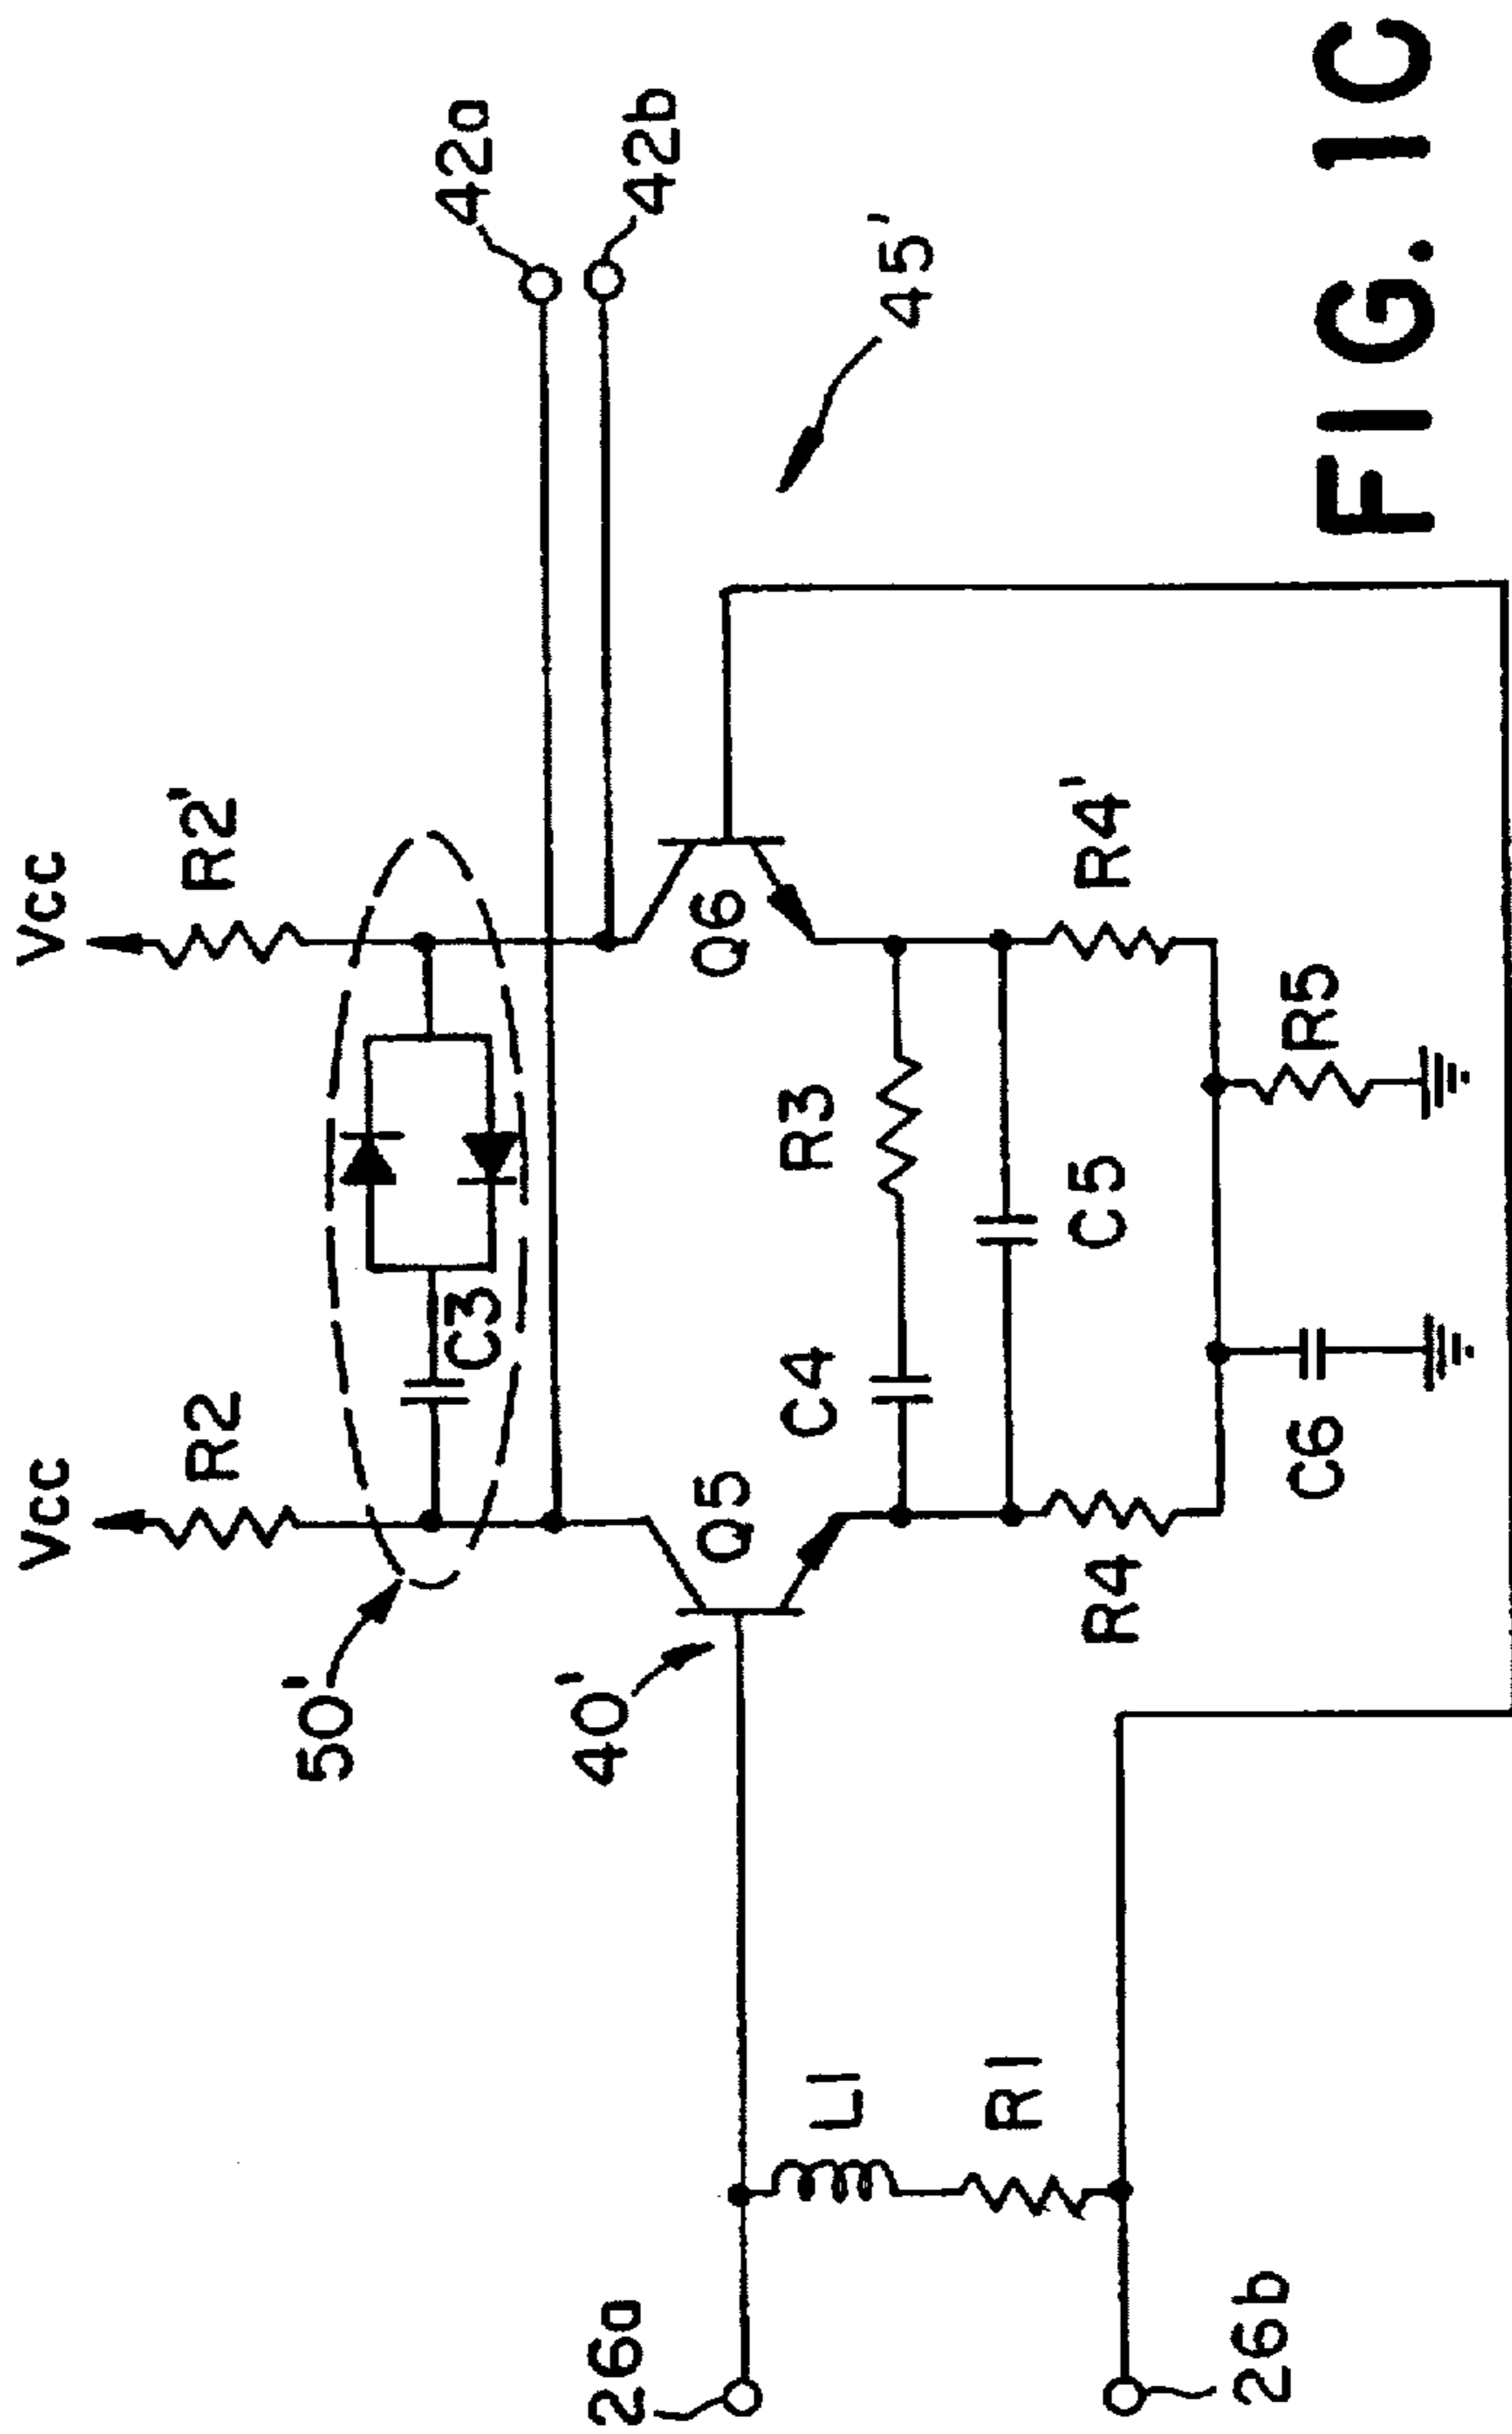 Vcc
Vcc
R2
R2'
50'
C3
42a
42b
40'
Q5
Q6
45'
C4
R3
C5
R4
R4'
C6
R5
26a
L1
R1
26b
FIG. 1C